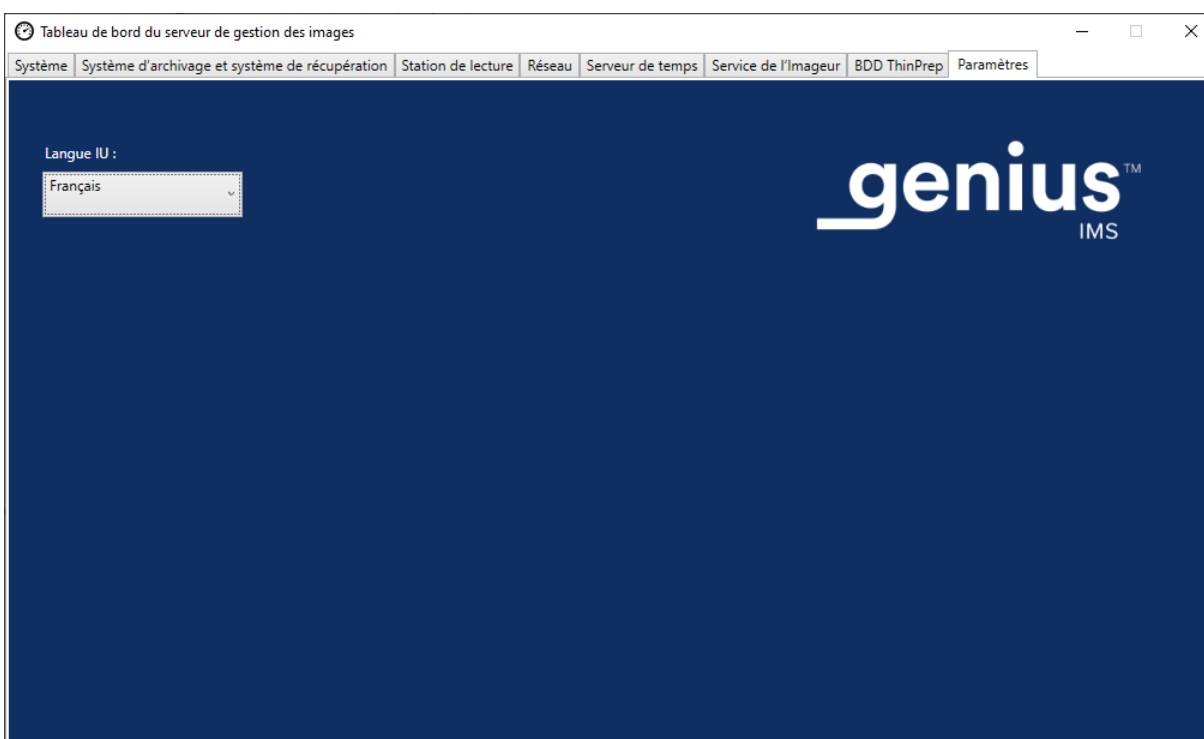 Tableau de bord du serveur de gestion des images
Système Système d'archivage et système de récupération Station de lecture Réseau Serveur de temps Service de l'Imageur BDD ThinPrep Paramètres
Langue IU :
Français
genius™
IMS